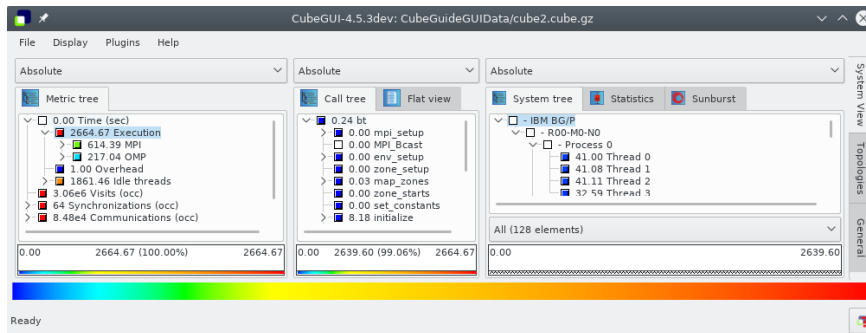 CubeGUI-4.5.3dev: CubeGuideGUIData/cube2.cube.gz
File Display Plugins Help
Absolute
Metric tree
0.00 Time (sec)
2664.67 Execution
614.39 MPI
217.04 OMP
1.00 Overhead
1861.46 Idle threads
3.06e6 Visits (occ)
64 Synchronizations (occ)
8.48e4 Communications (occ)
0.00 2664.67 (100.00%) 2664.67
Absolute
Call tree Flat view
0.24 bt
0.00 mpi_setup
0.00 MPI_Bcast
0.00 env_setup
0.00 zone_setup
0.03 map_zones
0.00 zone_starts
0.00 set_constants
8.18 initialize
0.00 2639.60 (99.06%) 2664.67
Absolute
System tree Statistics Sunburst
- IBM BG/P
- R00-M0-N0
- Process 0
41.00 Thread 0
41.08 Thread 1
41.11 Thread 2
32.59 Thread 3
All (128 elements)
0.00 2639.60
System View
Topologies
General
Ready